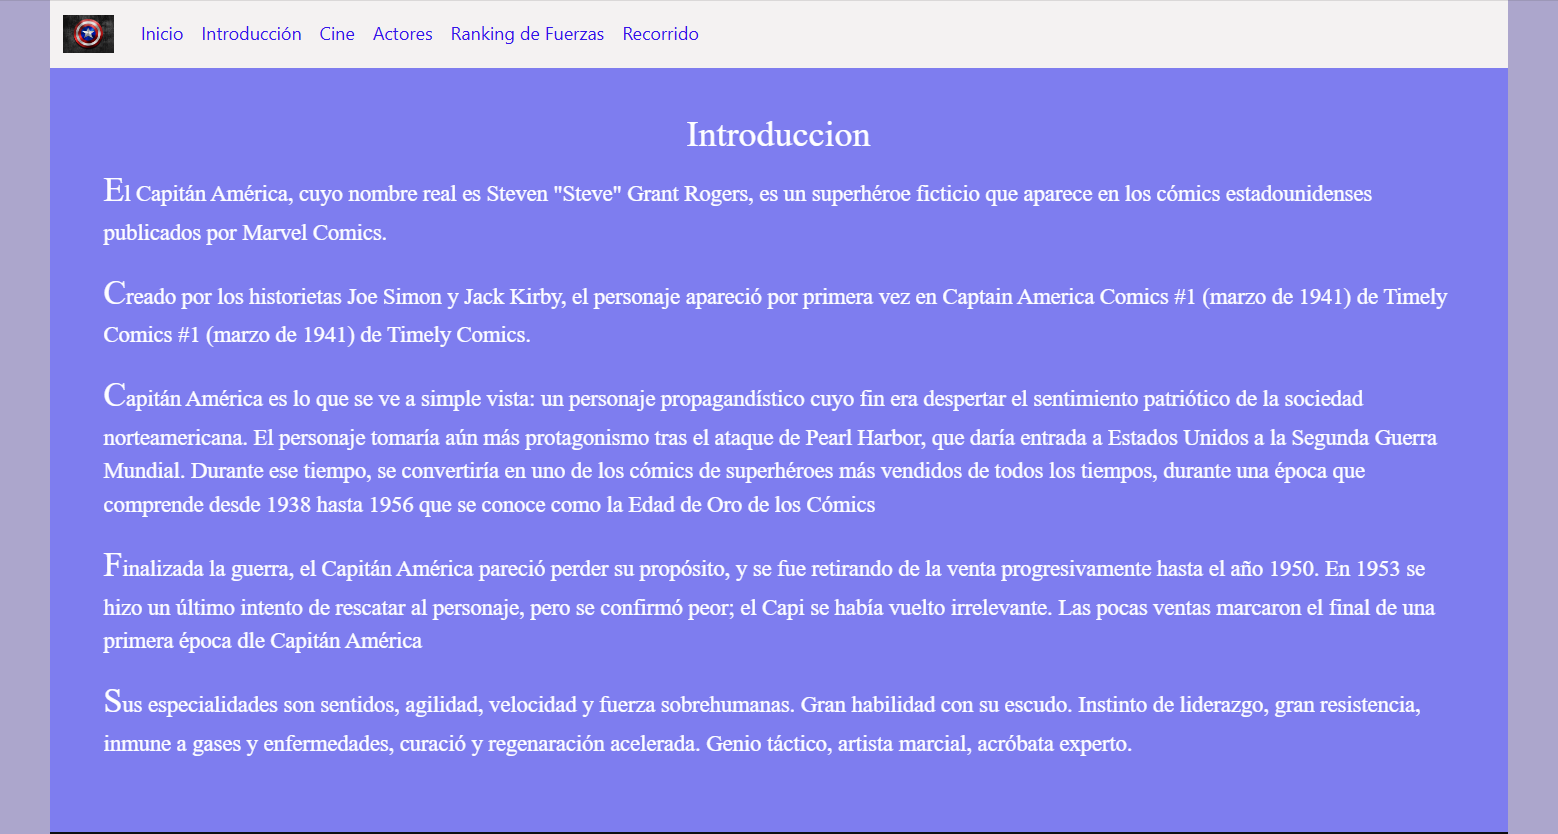 Inicio Introducción Cine Actores Ranking de Fuerzas Recorrido
Introduccion
El Capitán América, cuyo nombre real es Steven "Steve" Grant Rogers, es un superhéroe ficticio que aparece en los cómics estadounidenses
publicados por Marvel Comics.
Creado por los historietas Joe Simon y Jack Kirby, el personaje apareció por primera vez en Captain America Comics #1 (marzo de 1941) de Timely
Comics #1 (marzo de 1941) de Timely Comics.
Capitán América es lo que se ve a simple vista: un personaje propagandístico cuyo fin era despertar el sentimiento patriótico de la sociedad
norteamericana. El personaje tomaría aún más protagonismo tras el ataque de Pearl Harbor, que daría entrada a Estados Unidos a la Segunda Guerra
Mundial. Durante ese tiempo, se convertiría en uno de los cómics de superhéroes más vendidos de todos los tiempos, durante una época que
comprende desde 1938 hasta 1956 que se conoce como la Edad de Oro de los Cómics
Finalizada la guerra, el Capitán América pareció perder su propósito, y se fue retirando de la venta progresivamente hasta el año 1950. En 1953 se
hizo un último intento de rescatar al personaje, pero se confirmó peor; el Capi se había vuelto irrelevante. Las pocas ventas marcaron el final de una
primera época dle Capitán América
Sus especialidades son sentidos, agilidad, velocidad y fuerza sobrehumanas. Gran habilidad con su escudo. Instinto de liderazgo, gran resistencia,
inmune a gases y enfermedades, curació y regenaración acelerada. Genio táctico, artista marcial, acróbata experto.